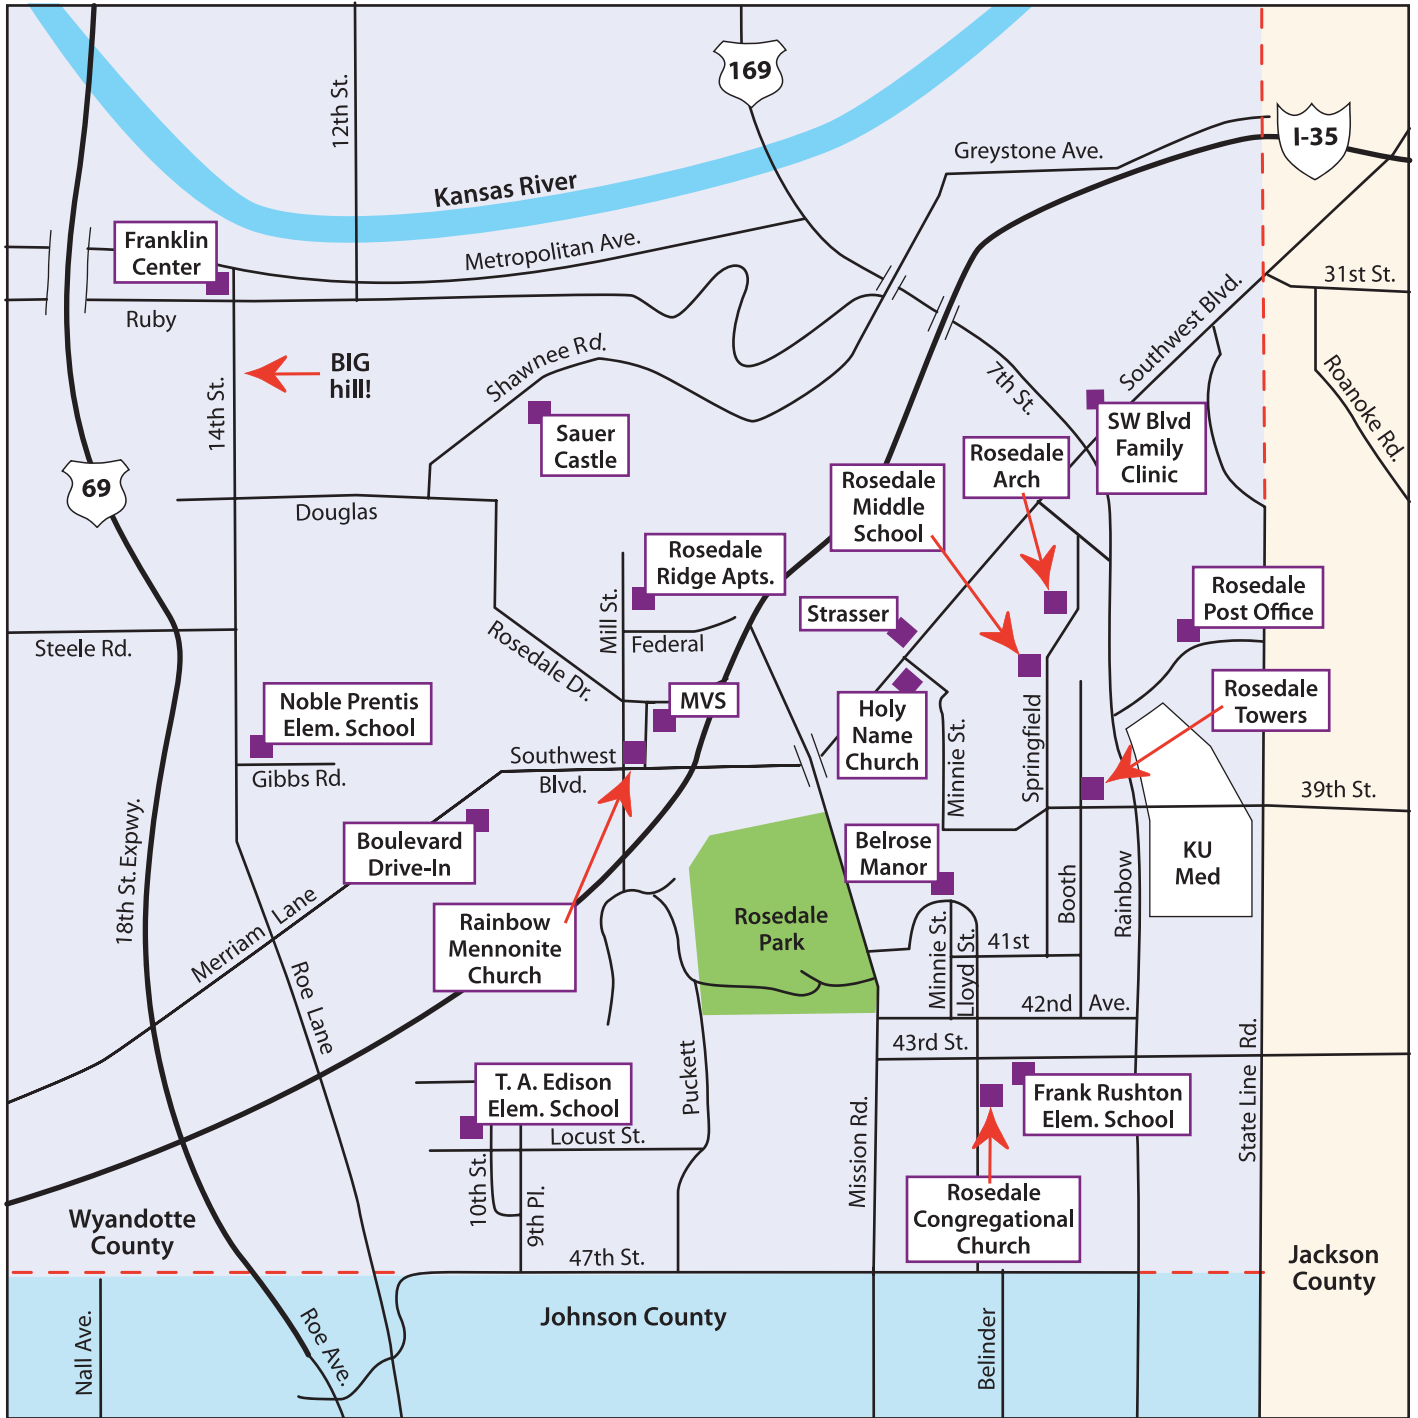 169
I-35
12th St.
Greystone Ave.
Kansas River
Franklin
Center
Metropolitan Ave.
31st St.
Ruby
Southwest Blvd.
BIG
hill!
Shawnee Rd.
7th St.
Roanoke Rd.
14th St.
Sauer
Castle
SW Blvd
Family
Clinic
Rosedale
Arch
Rosedale
Middle
School
69
Douglas
Rosedale
Ridge Apts.
Rosedale
Post Office
Strasser
Mill St.
Federal
Steele Rd.
Rosedale Dr.
Noble Prentis
Elem. School
MVS
Rosedale
Towers
Holy
Name
Church
Minnie St.
Springfield
Southwest
Blvd.
Gibbs Rd.
39th St.
Boulevard
Drive-In
Belrose
Manor
KU
Med
18th St. Expwy.
Merriam Lane
Booth
Rainbow
Rainbow
Mennonite
Church
Rosedale
Park
Minnie St.
Lloyd St.
41st
Roe Lane
42nd Ave.
43rd St.
State Line Rd.
Puckett
T. A. Edison
Elem. School
Frank Rushton
Elem. School
Locust St.
Mission Rd.
10th St.
9th Pl.
Rosedale
Congregational
Church
Wyandotte
County
47th St.
Jackson
County
Johnson County
Nall Ave.
Roe Ave.
Belinder